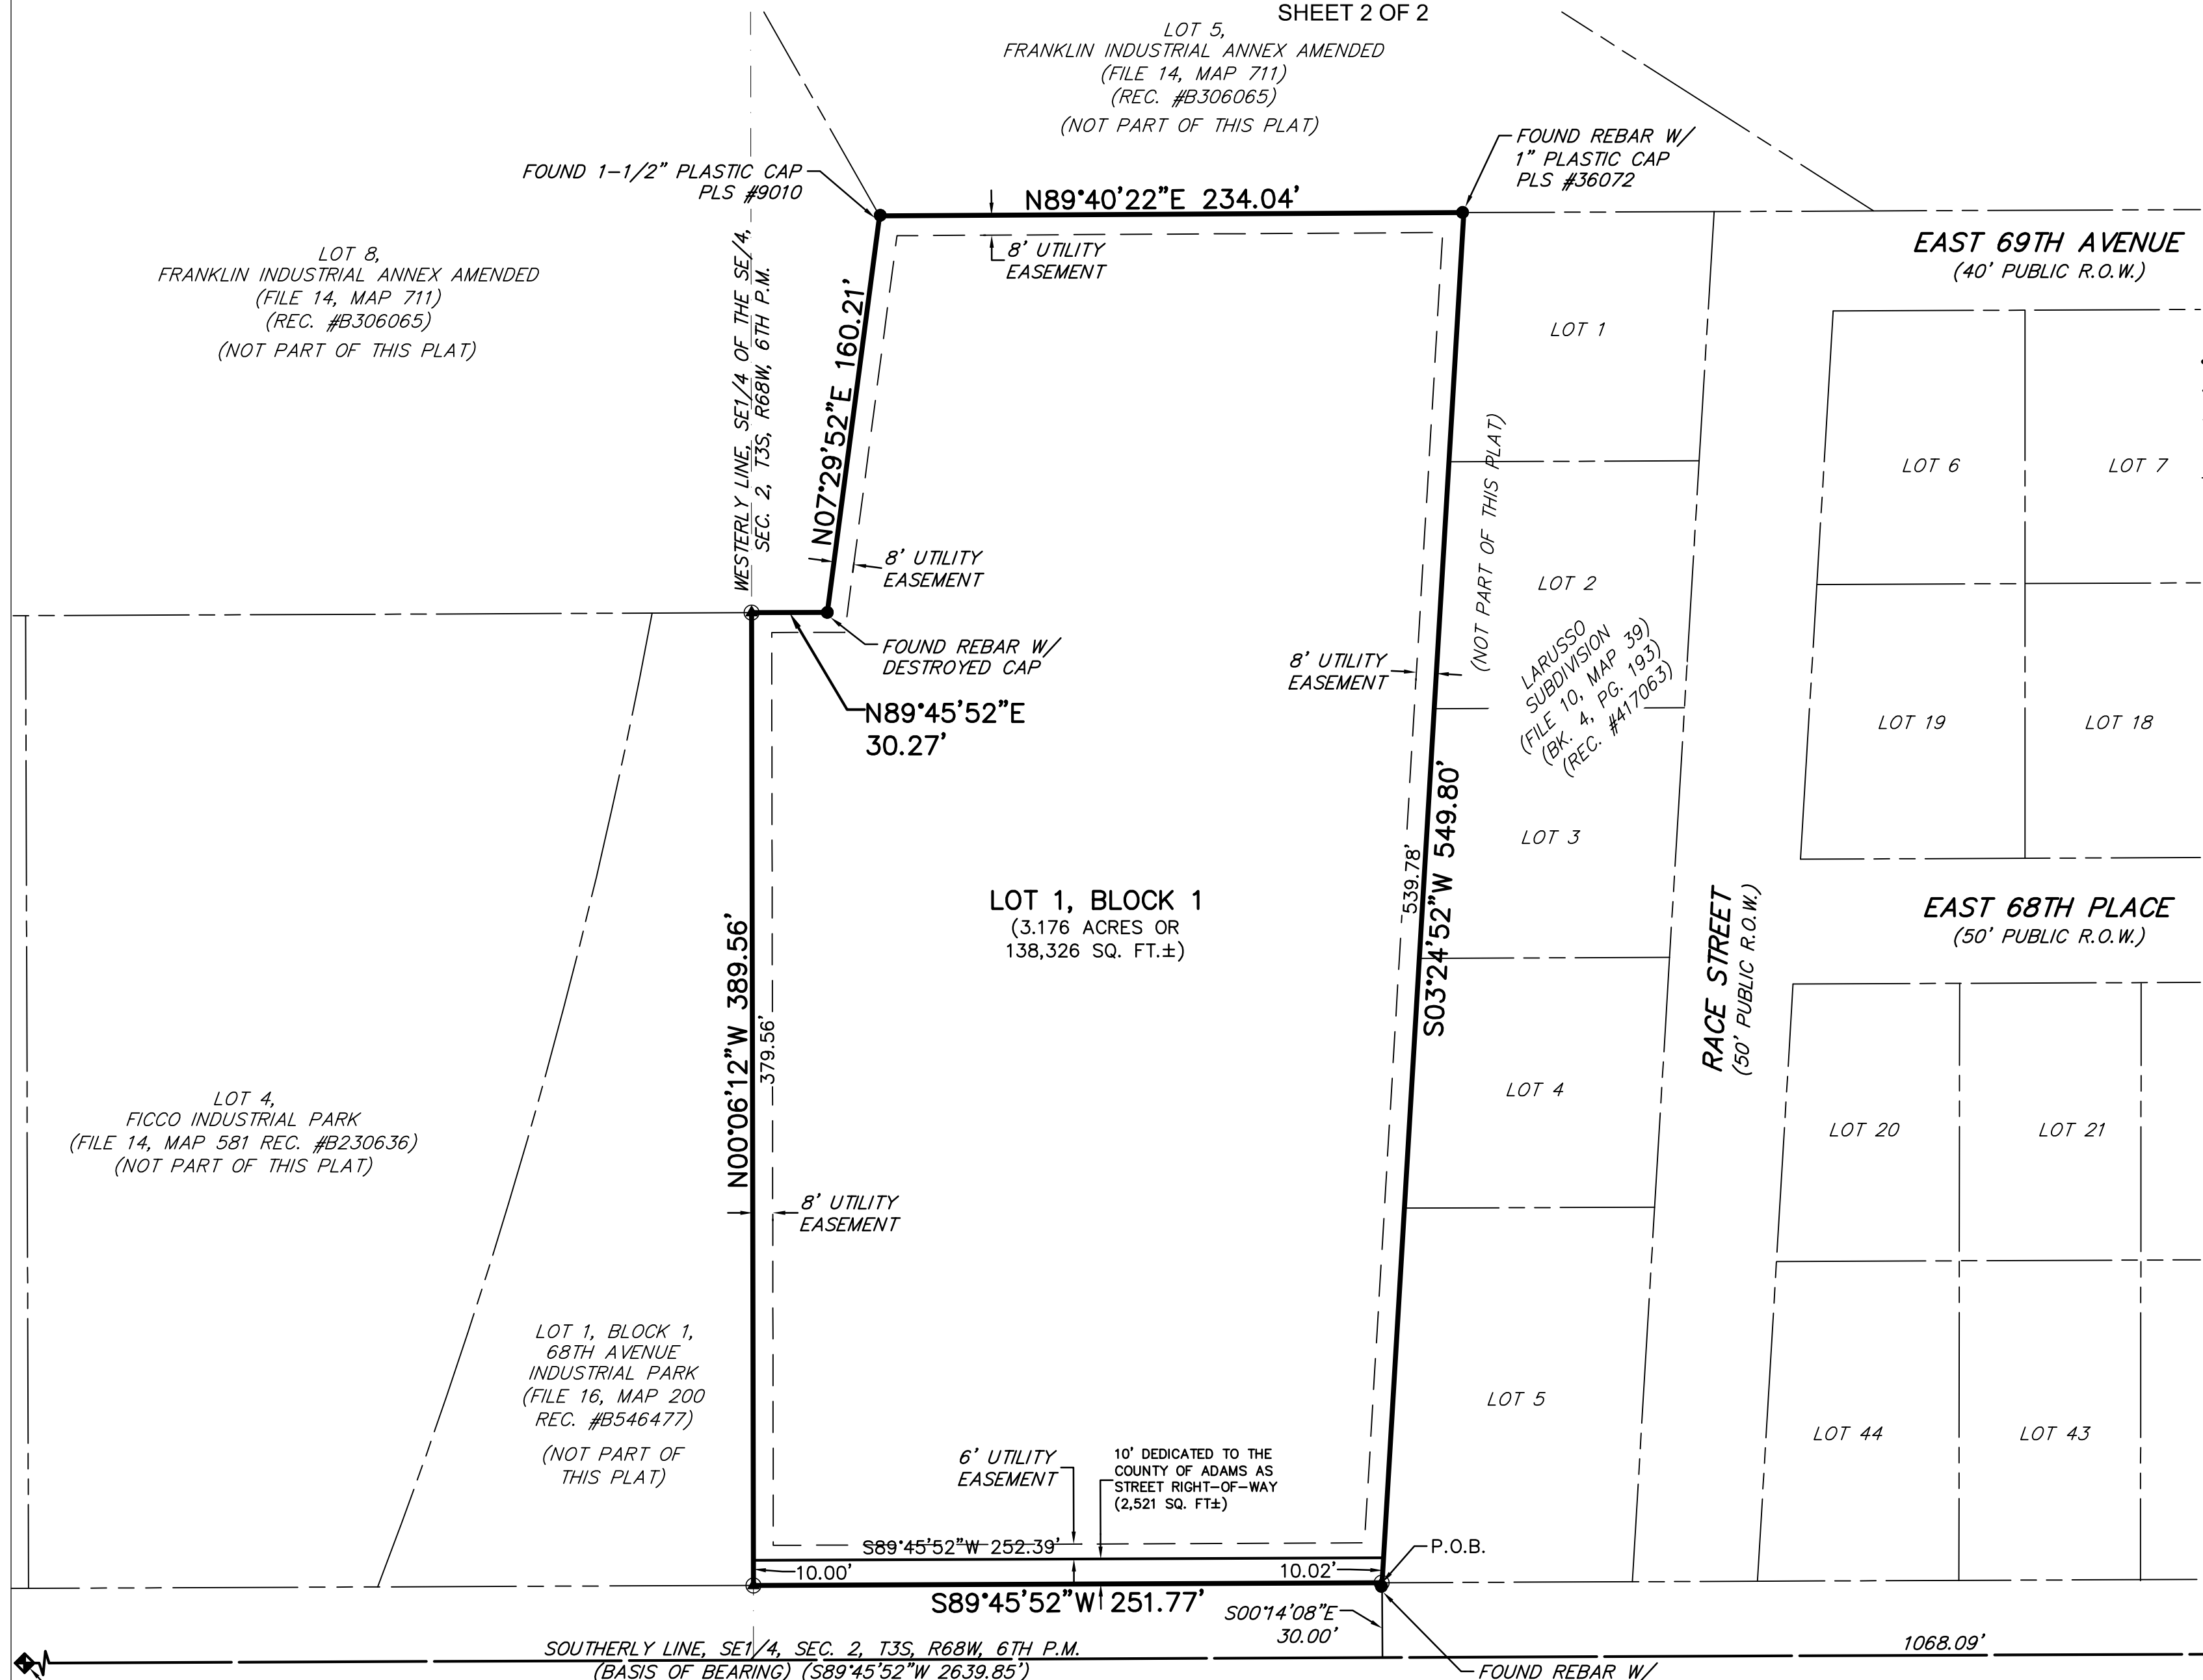 SHEET 2 OF 2
LOT 5,
FRANKLIN INDUSTRIAL ANNEX AMENDED
(FILE 14, MAP 711)
(REC. #B306065)
(NOT PART OF THIS PLAT)
FOUND REBAR W/
1" PLASTIC CAP
PLS #36072
FOUND 1-1/2" PLASTIC CAP
PLS #9010
N89°40'22"E 234.04'
8' UTILITY
EASEMENT
EAST 69TH AVENUE
(40' PUBLIC R.O.W.)
LOT 8,
FRANKLIN INDUSTRIAL ANNEX AMENDED
(FILE 14, MAP 711)
(REC. #B306065)
(NOT PART OF THIS PLAT)
WESTERLY LINE, SE1/4 OF THE SE/4,
SEC. 2, T3S, R68W, 6TH P.M.
N07°29'52"E 160.21'
LOT 1
LOT 6
LOT 7
(NOT PART OF THIS PLAT)
8' UTILITY
EASEMENT
LOT 2
FOUND REBAR W/
DESTROYED CAP
8' UTILITY
EASEMENT
LARUSSO
SUBDIVISION
(FILE 10, MAP 39)
(BK. 4, PG. 193)
(REC. #417063)
N89°45'52"E
30.27'
LOT 19
LOT 18
LOT 3
539.78'
S03°24'52"W 549.80'
LOT 1, BLOCK 1
(3.176 ACRES OR
138,326 SQ. FT.±)
EAST 68TH PLACE
(50' PUBLIC R.O.W.)
RACE STREET
(50' PUBLIC R.O.W.)
N00°06'12"W 389.56'
379.56'
LOT 4,
FICCO INDUSTRIAL PARK
(FILE 14, MAP 581 REC. #B230636)
(NOT PART OF THIS PLAT)
LOT 4
LOT 20
LOT 21
8' UTILITY
EASEMENT
LOT 1, BLOCK 1,
68TH AVENUE
INDUSTRIAL PARK
(FILE 16, MAP 200
REC. #B546477)
(NOT PART OF
THIS PLAT)
LOT 5
LOT 44
LOT 43
6' UTILITY
EASEMENT
10' DEDICATED TO THE
COUNTY OF ADAMS AS
STREET RIGHT-OF-WAY
(2,521 SQ. FT±)
S89°45'52"W 252.39'
P.O.B.
10.00'
10.02'
S89°45'52"W 251.77'
S00°14'08"E
30.00'
SOUTHERLY LINE, SE1/4, SEC. 2, T3S, R68W, 6TH P.M.
(BASIS OF BEARING) (S89°45'52"W 2639.85')
1068.09'
FOUND REBAR W/